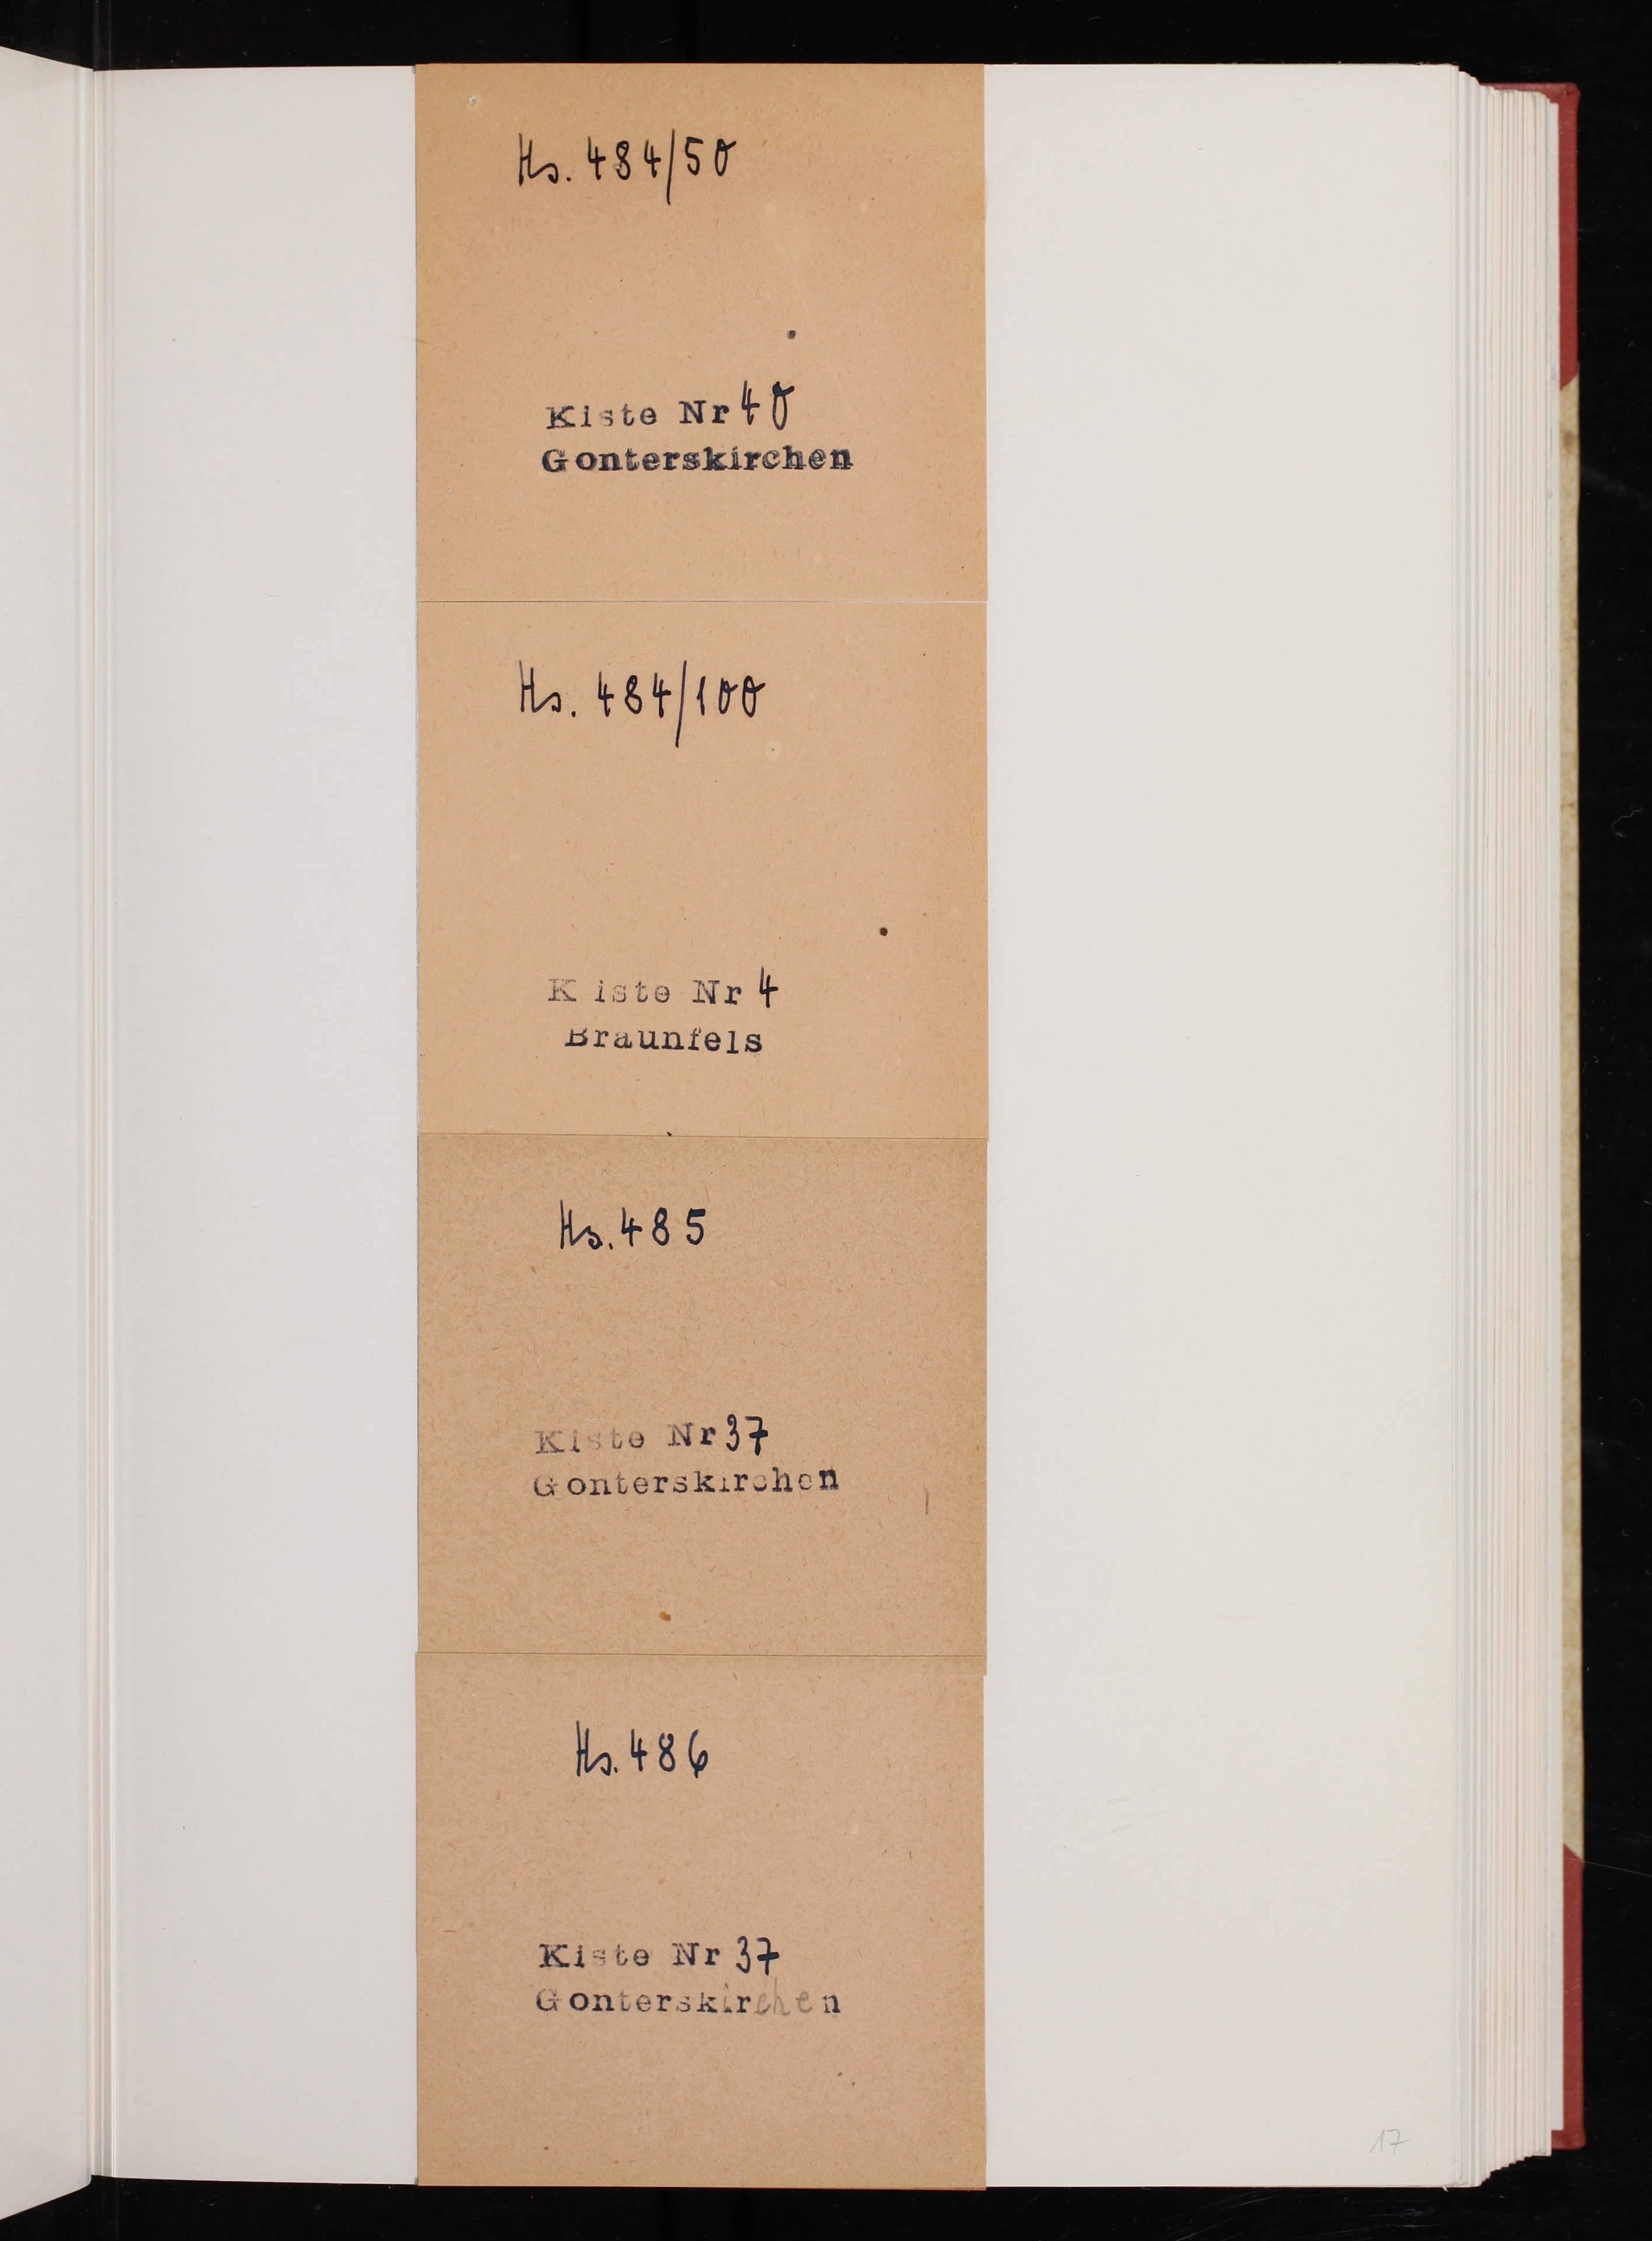 Hs. 484/50
Kiste Nr 40
Gonterskirchen
Hs. 484/100
Kiste Nr 4
Braunfels
Hs. 485
Kiste Nr 37
Gonterskirchen
Hs. 486
Kiste Nr 37
Gonterskirchen
17